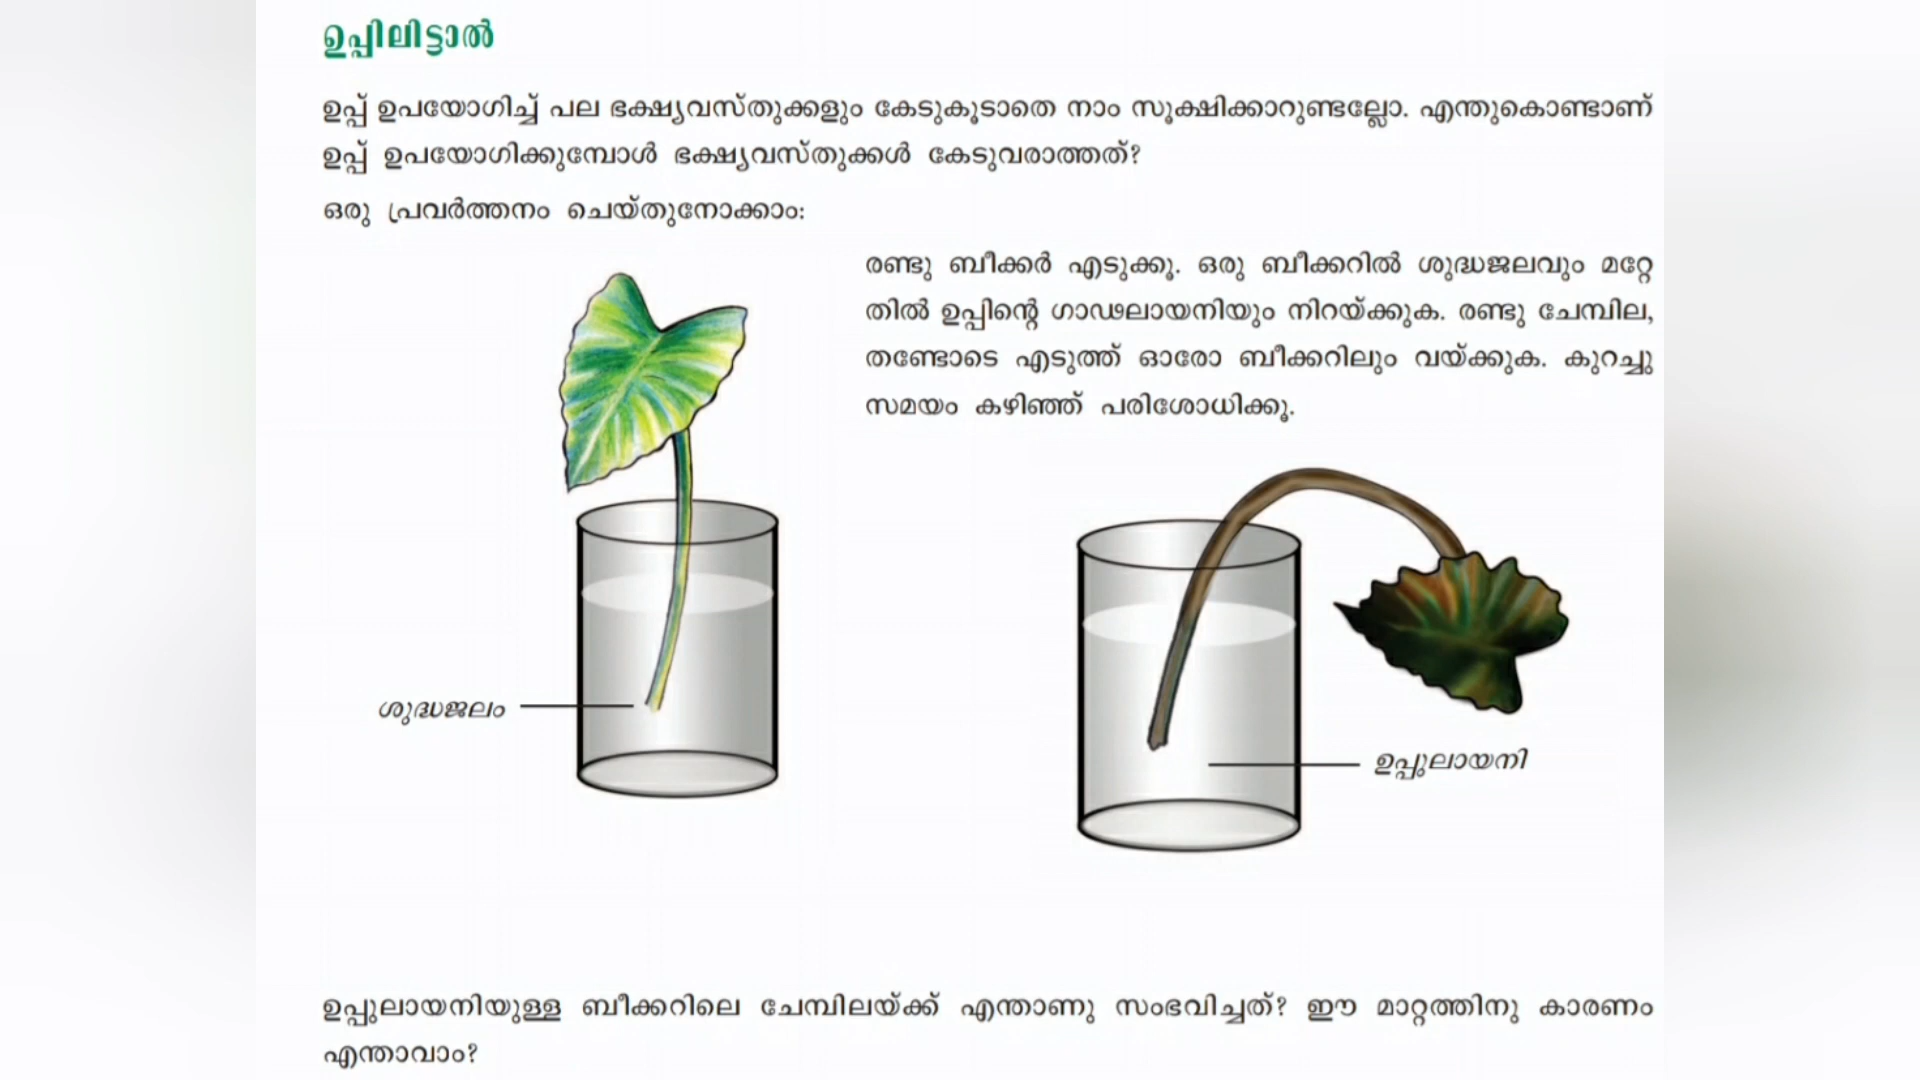 ഉപ്പിലിട്ടാൽ
ഉപ്പ് ഉപയോഗിച്ച് പല ഭക്ഷ്യവസ്തുക്കളും കേടുകൂടാതെ നാം സൂക്ഷിക്കാറുണ്ടല്ലോ. എന്തുകൊണ്ടാണ്
ഉപ്പ് ഉപയോഗിക്കുമ്പോൾ ഭക്ഷ്യവസ്തുക്കൾ കേടുവരാത്തത്?
ഒരു പ്രവർത്തനം ചെയ്തുനോക്കാം:
രണ്ടു ബീക്കർ എടുക്കൂ. ഒരു ബീക്കറിൽ ശുദ്ധജലവും മറ്റേ
തിൽ ഉപ്പിന്റെ ഗാഢലായനിയും നിറയ്ക്കുക. രണ്ടു ചേമ്പില,
തണ്ടോടെ എടുത്ത് ഓരോ ബീക്കറിലും വയ്ക്കുക. കുറച്ചു
സമയം കഴിഞ്ഞ് പരിശോധിക്കൂ.
ശുദ്ധജലം
ഉപ്പുലായനി
ഉപ്പുലായനിയുള്ള ബീക്കറിലെ ചേമ്പിലയ്ക്ക് എന്താണു സംഭവിച്ചത്? ഈ മാറ്റത്തിനു കാരണം
എന്താവാം?